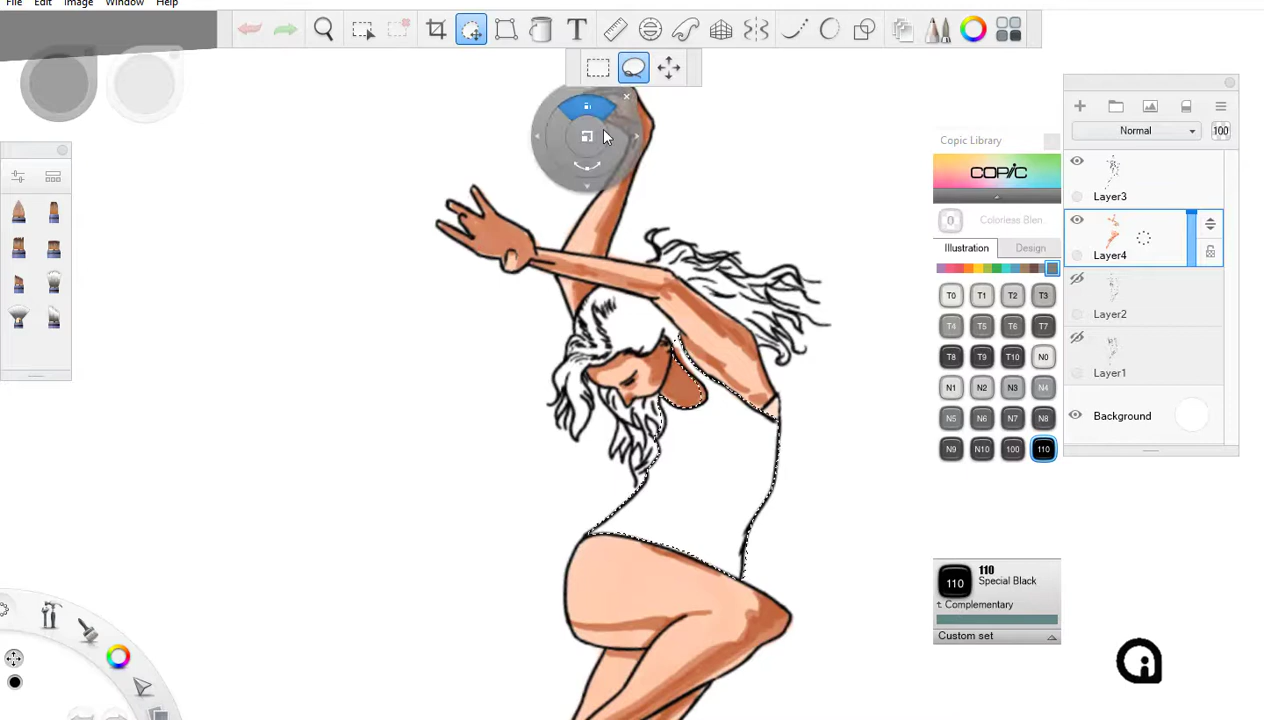 File Edit Image Window Help
Normal
100
Copic Library
COPIC
Layer3
0
Colorless Blen
Layer4
Illustration
Design
T0 T1 T2 T3
Layer2
T4 T5 T6 T7
T8 T9 T10 N0
Layer1
N1 N2 N3 N4
N5 N6 N7 N8
Background
N9 N10 100 110
110
110
Special Black
t. Complementary
Custom set